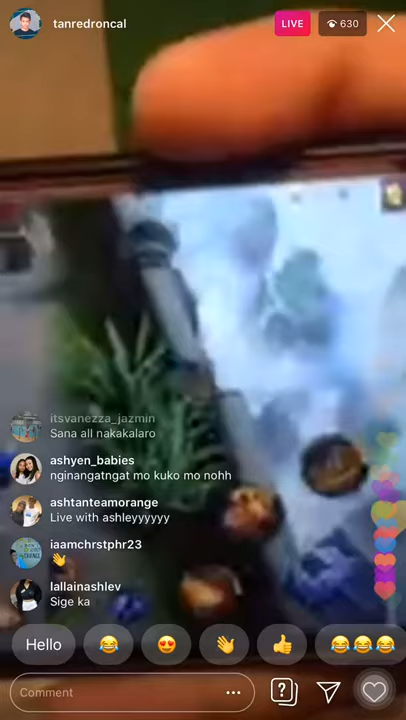 tanredroncal
LIVE
630
itsvanezza_jazmin
Sana all nakakalaro
ashyen_babies
nginangatngat mo kuko mo nohh
ashtanteamorange
Live with ashleyyyyyy
iaamchrstphr23
👋
lallainashlev
Sige ka
Hello 😂 😍 👋 👍 😂😂😂
Comment